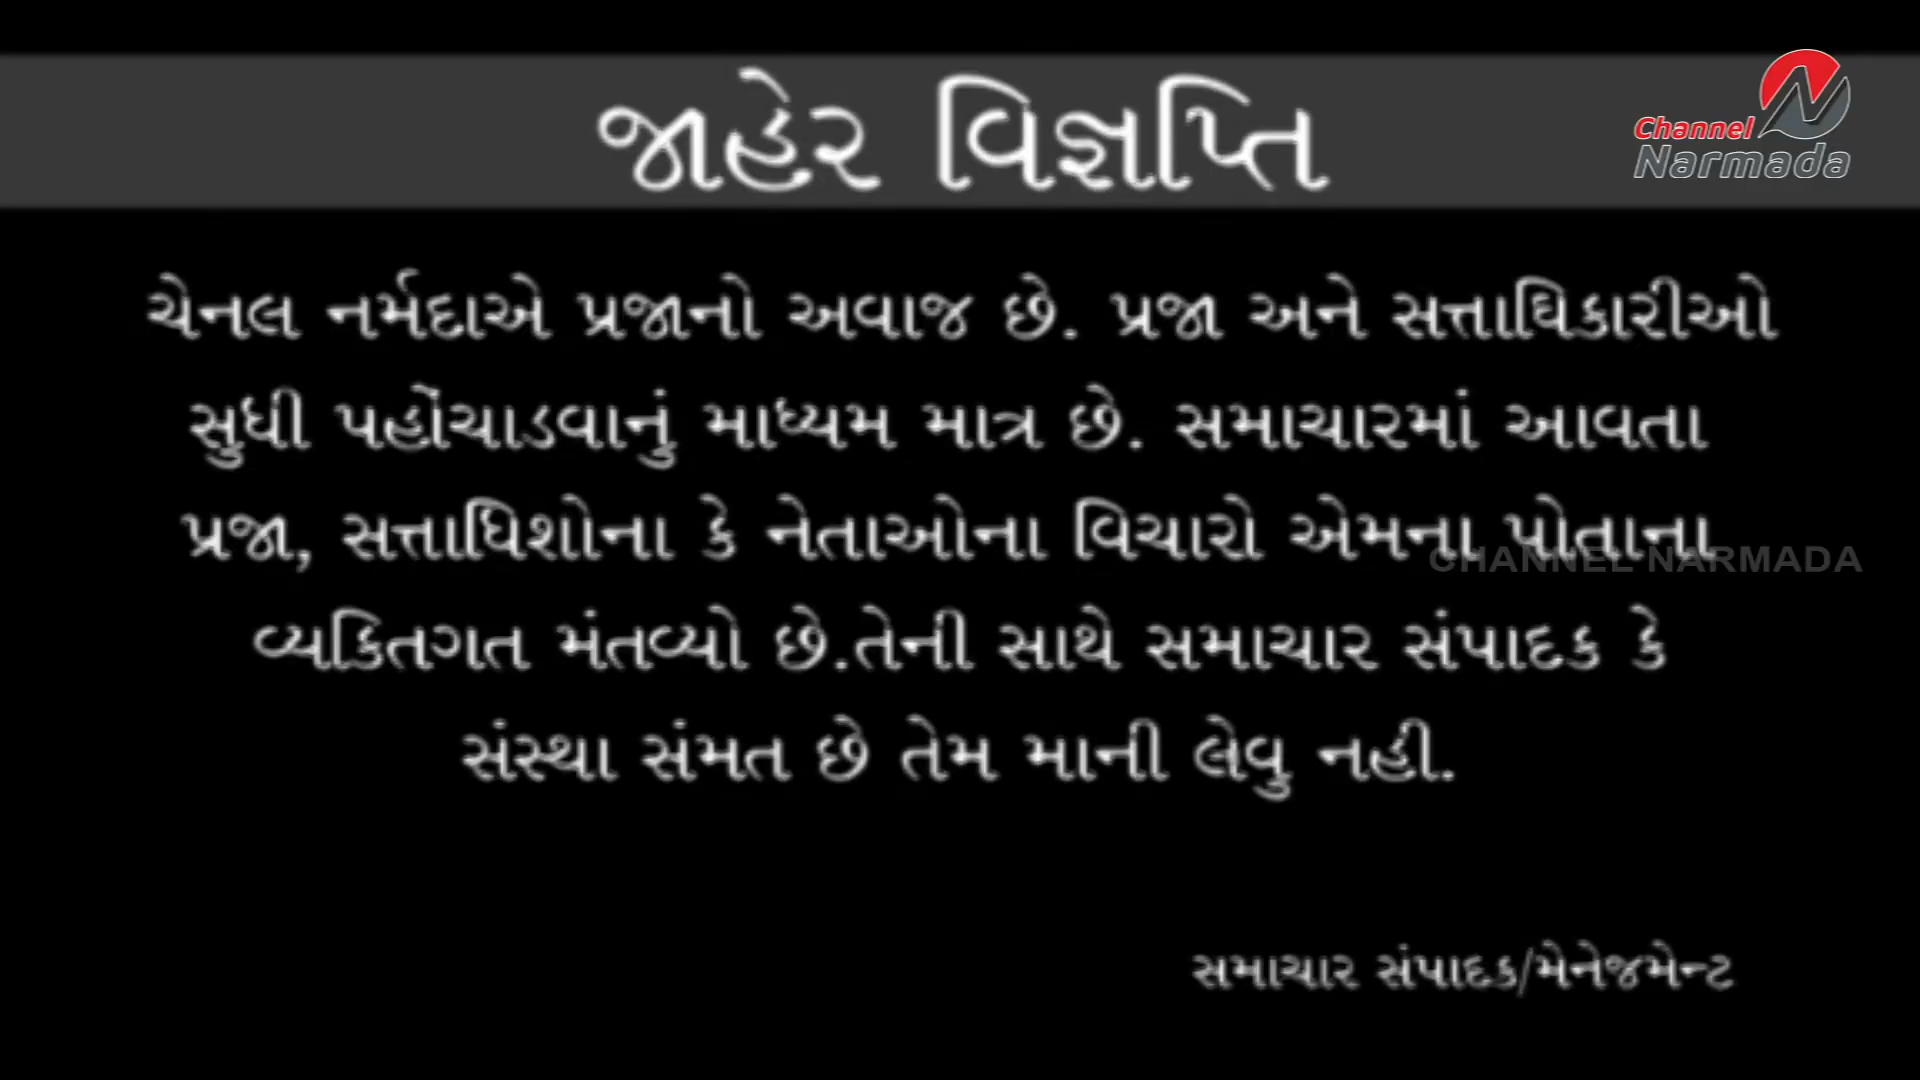 જાહેર વિજ્ઞપ્તિ
Channel
Narmada
ચેનલ નર્મદાએ પ્રજાનો અવાજ છે. પ્રજા અને સત્તાધિકારીઓ
સુધી પહોંચાડવાનું માધ્યમ માત્ર છે. સમાચારમાં આવતા
પ્રજા, સત્તાધિશોના કે નેતાઓના વિચારો એમના પોતાના
CHANNEL NARMADA
વ્યકિતગત મંતવ્યો છે.તેની સાથે સમાચાર સંપાદક કે
સંસ્થા સંમત છે તેમ માની લેવુ નહી.
સમાચાર સંપાદક/મેનેજમેન્ટ